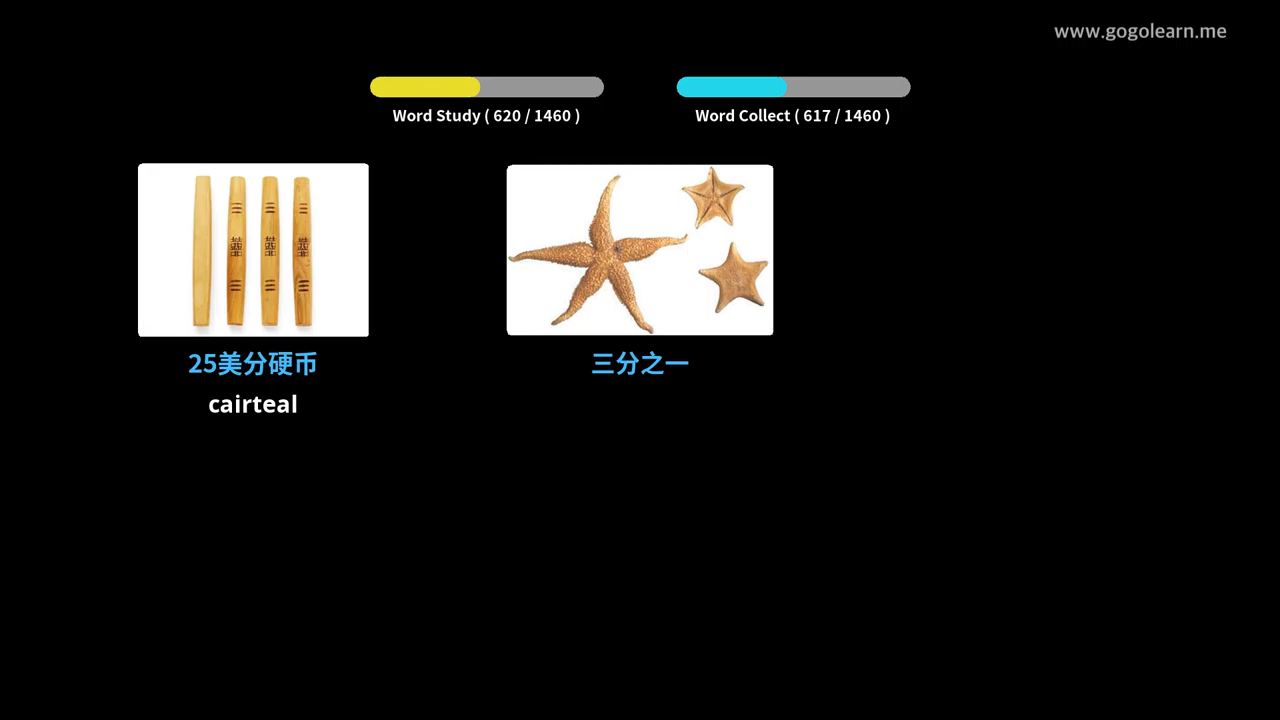 www.gogolearn.me
Word Study ( 620 / 1460 )
Word Collect ( 617 / 1460 )
25美分硬币
cairteal
三分之一